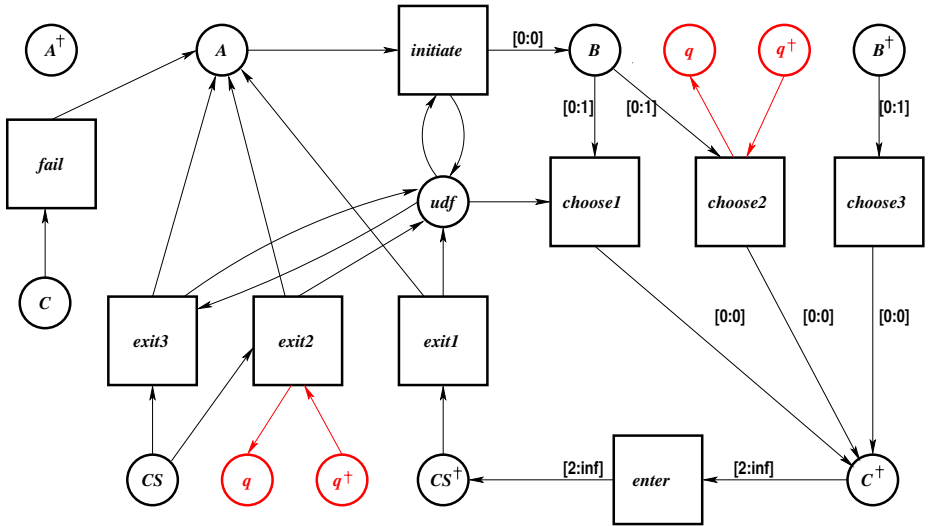 A†
A
initiate
[0:0]
B
q
q†
B†
[0:1]
[0:1]
[0:1]
fail
udf
choose1
choose2
choose3
C
[0:0]
[0:0]
[0:0]
exit3
exit2
exit1
CS
q
q†
CS†
[2:inf]
enter
[2:inf]
C†